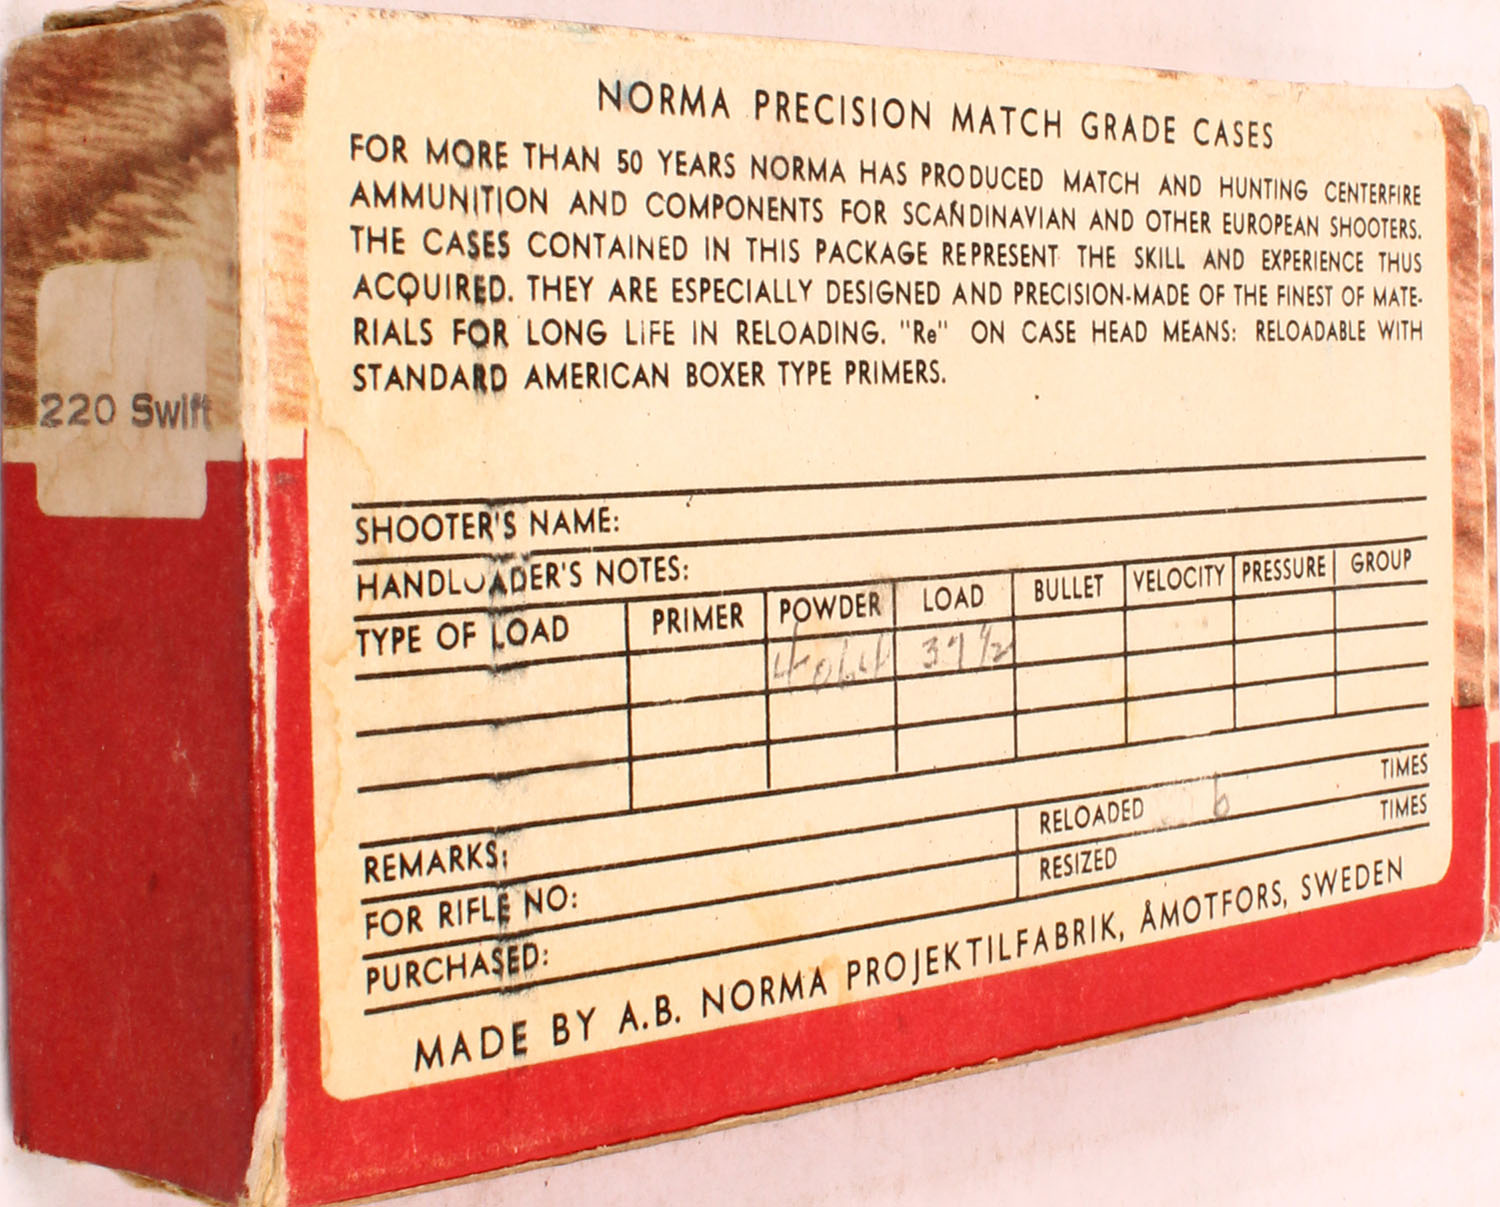 220 Swift
NORMA PRECISION MATCH GRADE CASES
FOR MORE THAN 50 YEARS NORMA HAS PRODUCED MATCH AND HUNTING CENTERFIRE
AMMUNITION AND COMPONENTS FOR SCANDINAVIAN AND OTHER EUROPEAN SHOOTERS.
THE CASES CONTAINED IN THIS PACKAGE REPRESENT THE SKILL AND EXPERIENCE THUS
ACQUIRED. THEY ARE ESPECIALLY DESIGNED AND PRECISION-MADE OF THE FINEST OF MATE-
RIALS FOR LONG LIFE IN RELOADING. "Re" ON CASE HEAD MEANS: RELOADABLE WITH
STANDARD AMERICAN BOXER TYPE PRIMERS.
SHOOTER'S NAME:
HANDLOADER'S NOTES:
TYPE OF LOAD PRIMER POWDER LOAD BULLET VELOCITY PRESSURE GROUP
4064 37 1/2
REMARKS:
RELOADED 6 TIMES
FOR RIFLE NO:
RESIZED TIMES
PURCHASED:
MADE BY A.B. NORMA PROJEKTILFABRIK, ÅMOTFORS, SWEDEN